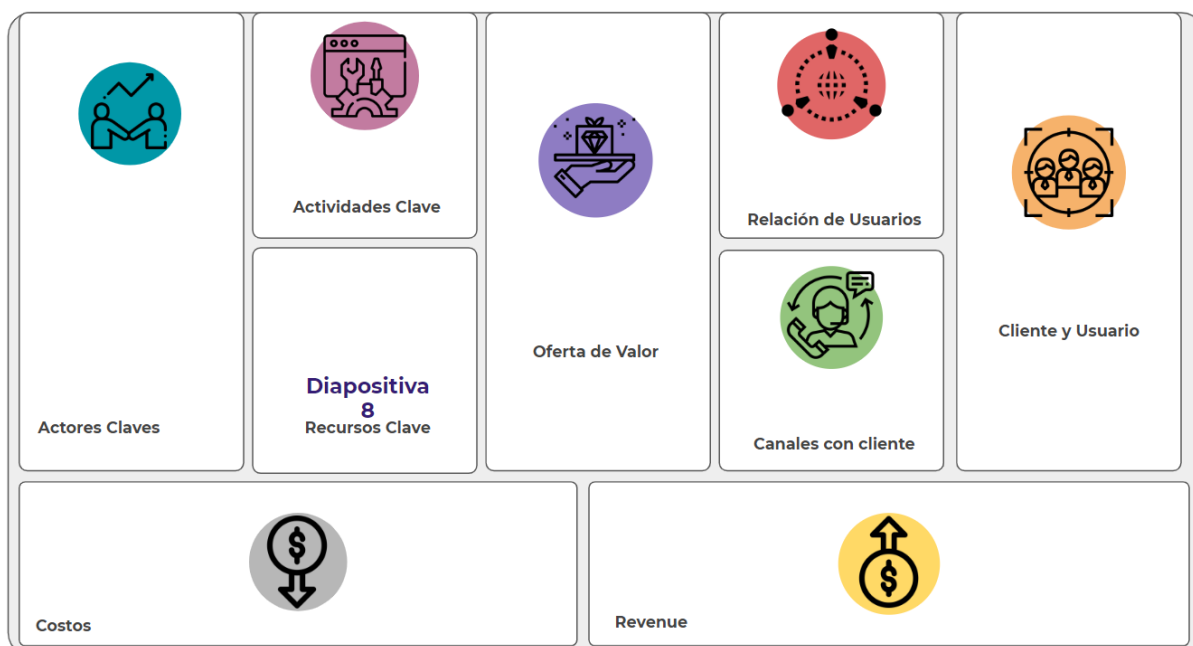 Actores Claves
Actividades Clave
Diapositiva
8
Recursos Clave
Oferta de Valor
Relación de Usuarios
Canales con cliente
Cliente y Usuario
Costos
Revenue